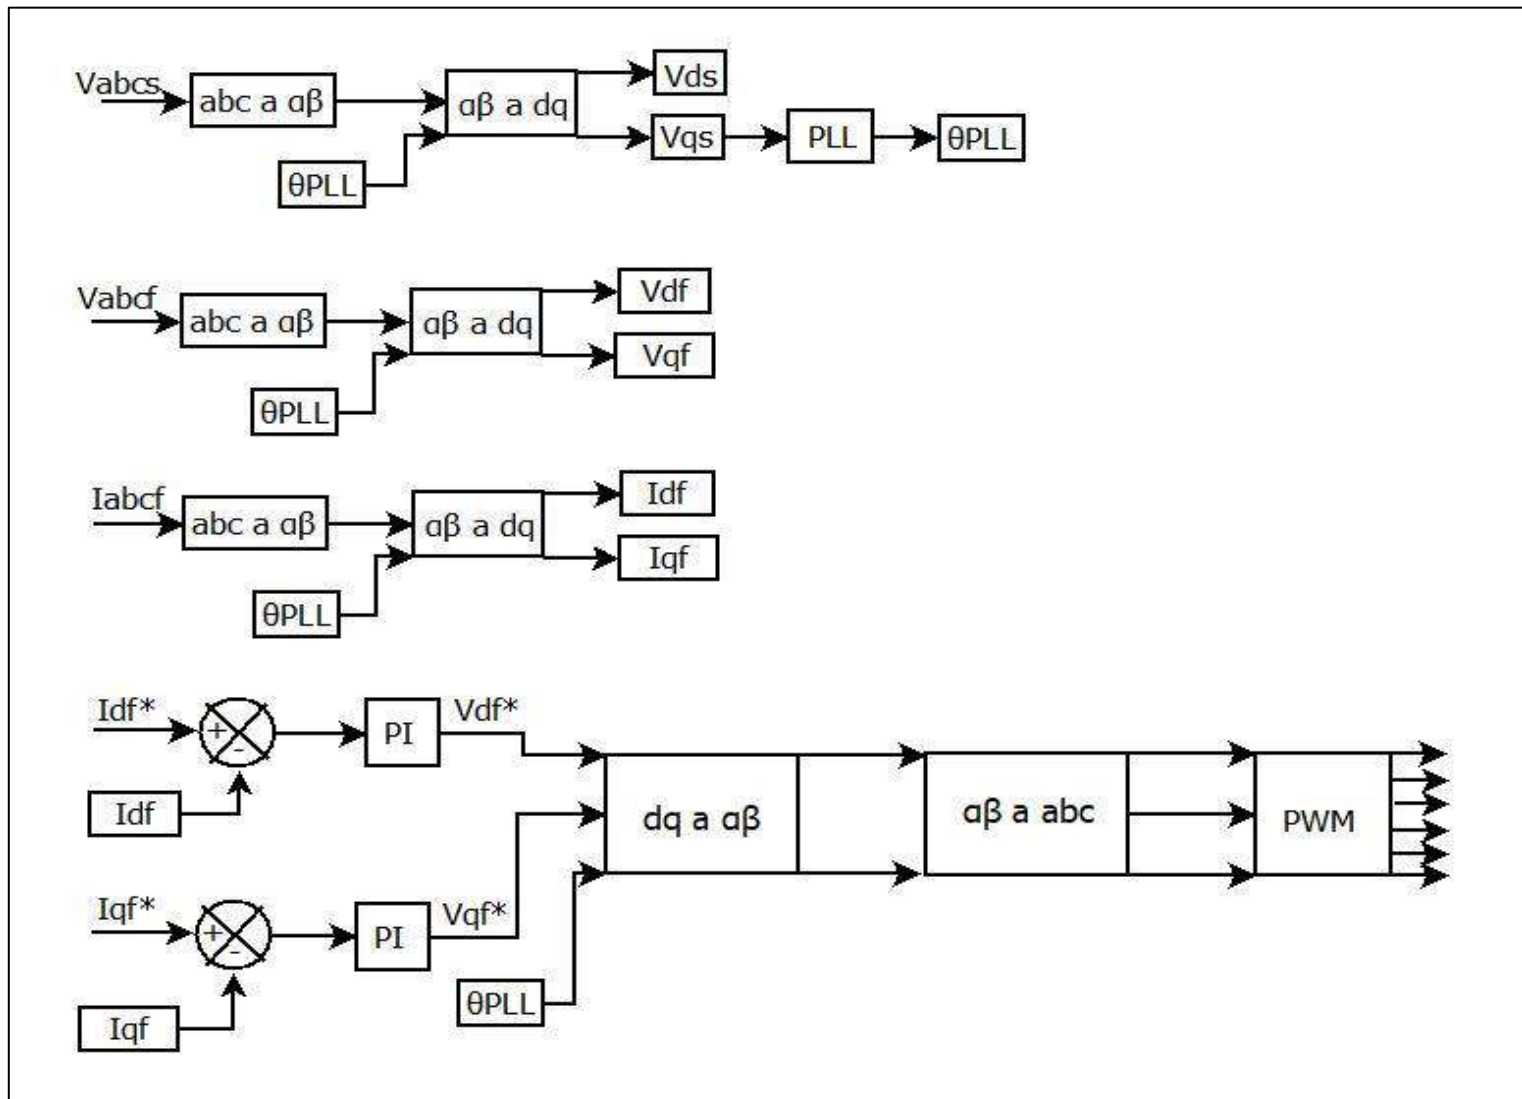 Vabcs
abc a αβ
αβ a dq
Vds
Vqs
PLL
θPLL
θPLL
Vabcf
abc a αβ
αβ a dq
Vdf
Vqf
θPLL
Iabcf
abc a αβ
αβ a dq
Idf
Iqf
θPLL
Idf*
+
-
PI
Vdf*
Idf
dq a αβ
αβ a abc
PWM
Iqf*
+
-
PI
Vqf*
θPLL
Iqf